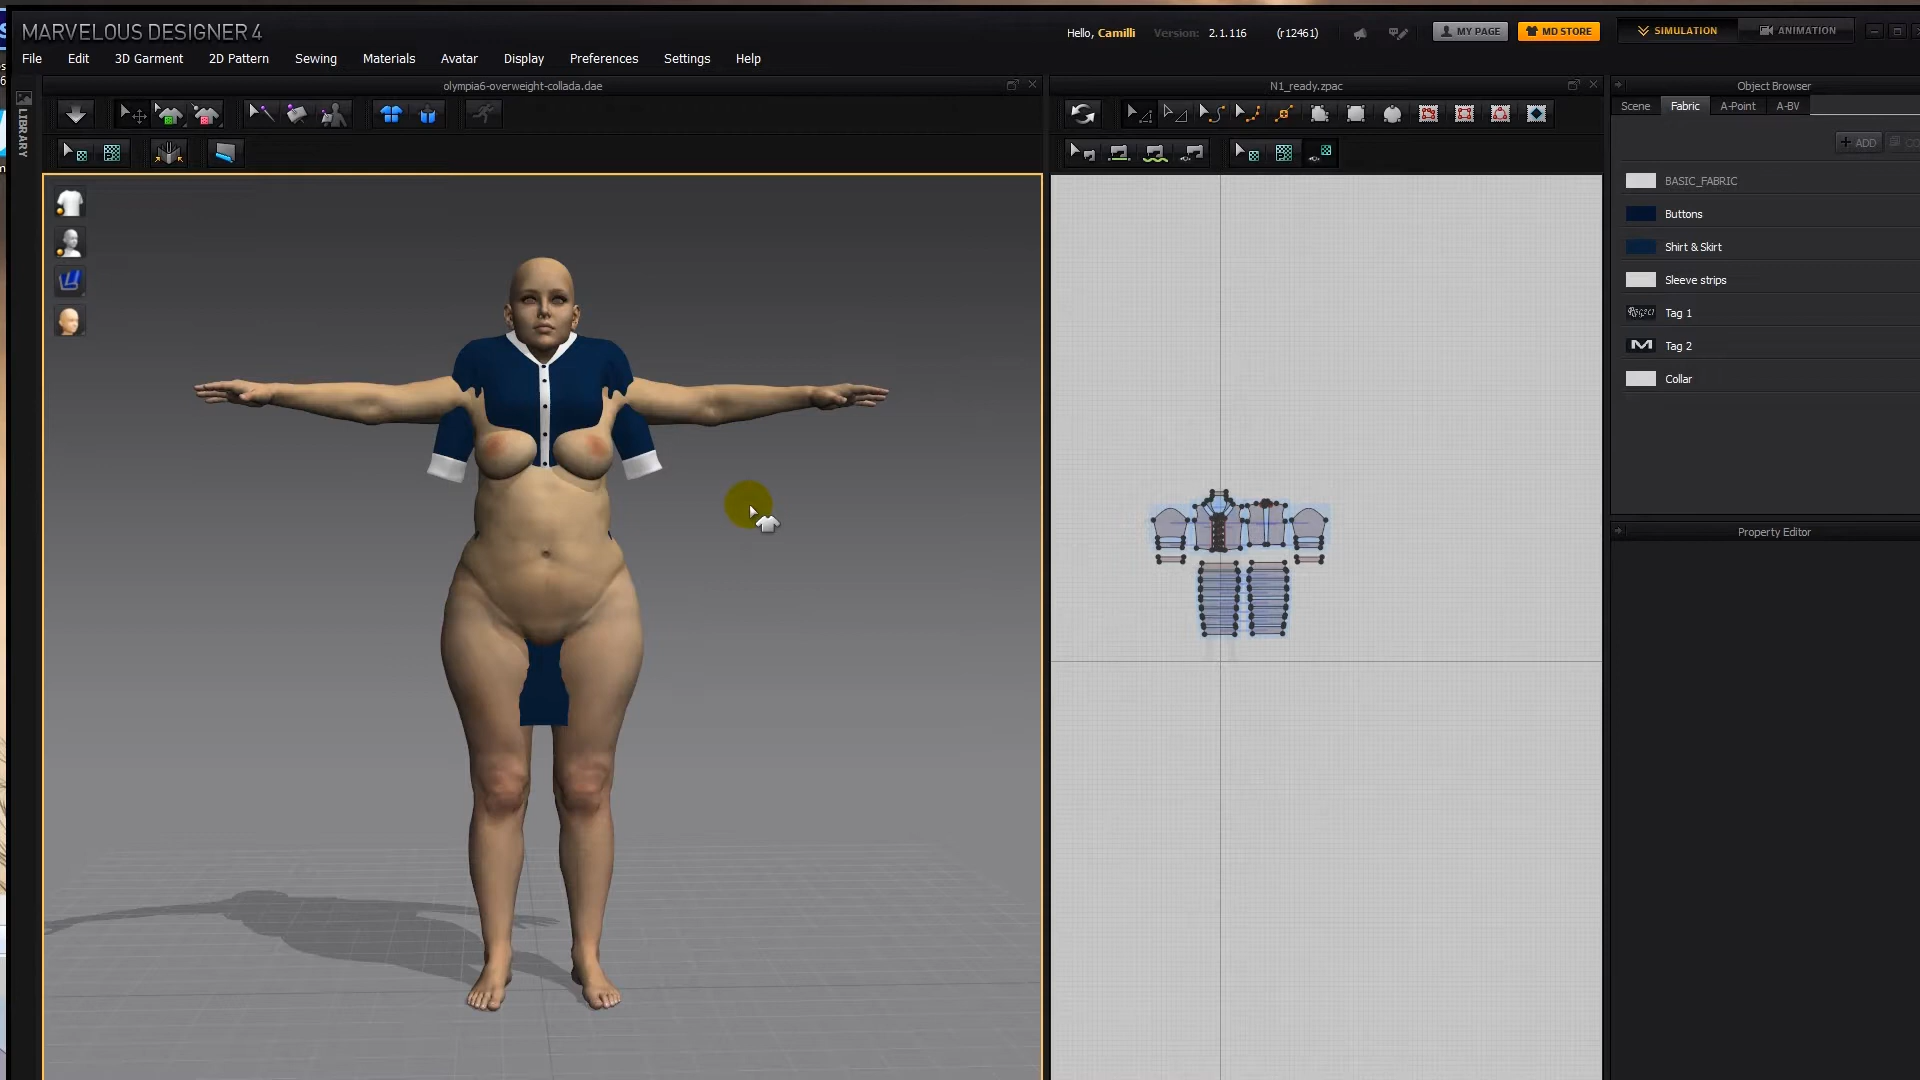 MARVELOUS DESIGNER 4
Hello, Camilli
Version: 2.1.116 (r12461)
MY PAGE
MD STORE
SIMULATION
ANIMATION
File Edit 3D Garment 2D Pattern Sewing Materials Avatar Display Preferences Settings Help
LIBRARY
olympia6-overweight-collada.dae
N1_ready.zpac
Object Browser
Scene Fabric A-Point A-BV
+ ADD
BASIC_FABRIC
Buttons
Shirt & Skirt
Sleeve strips
Tag 1
M Tag 2
Collar
Property Editor